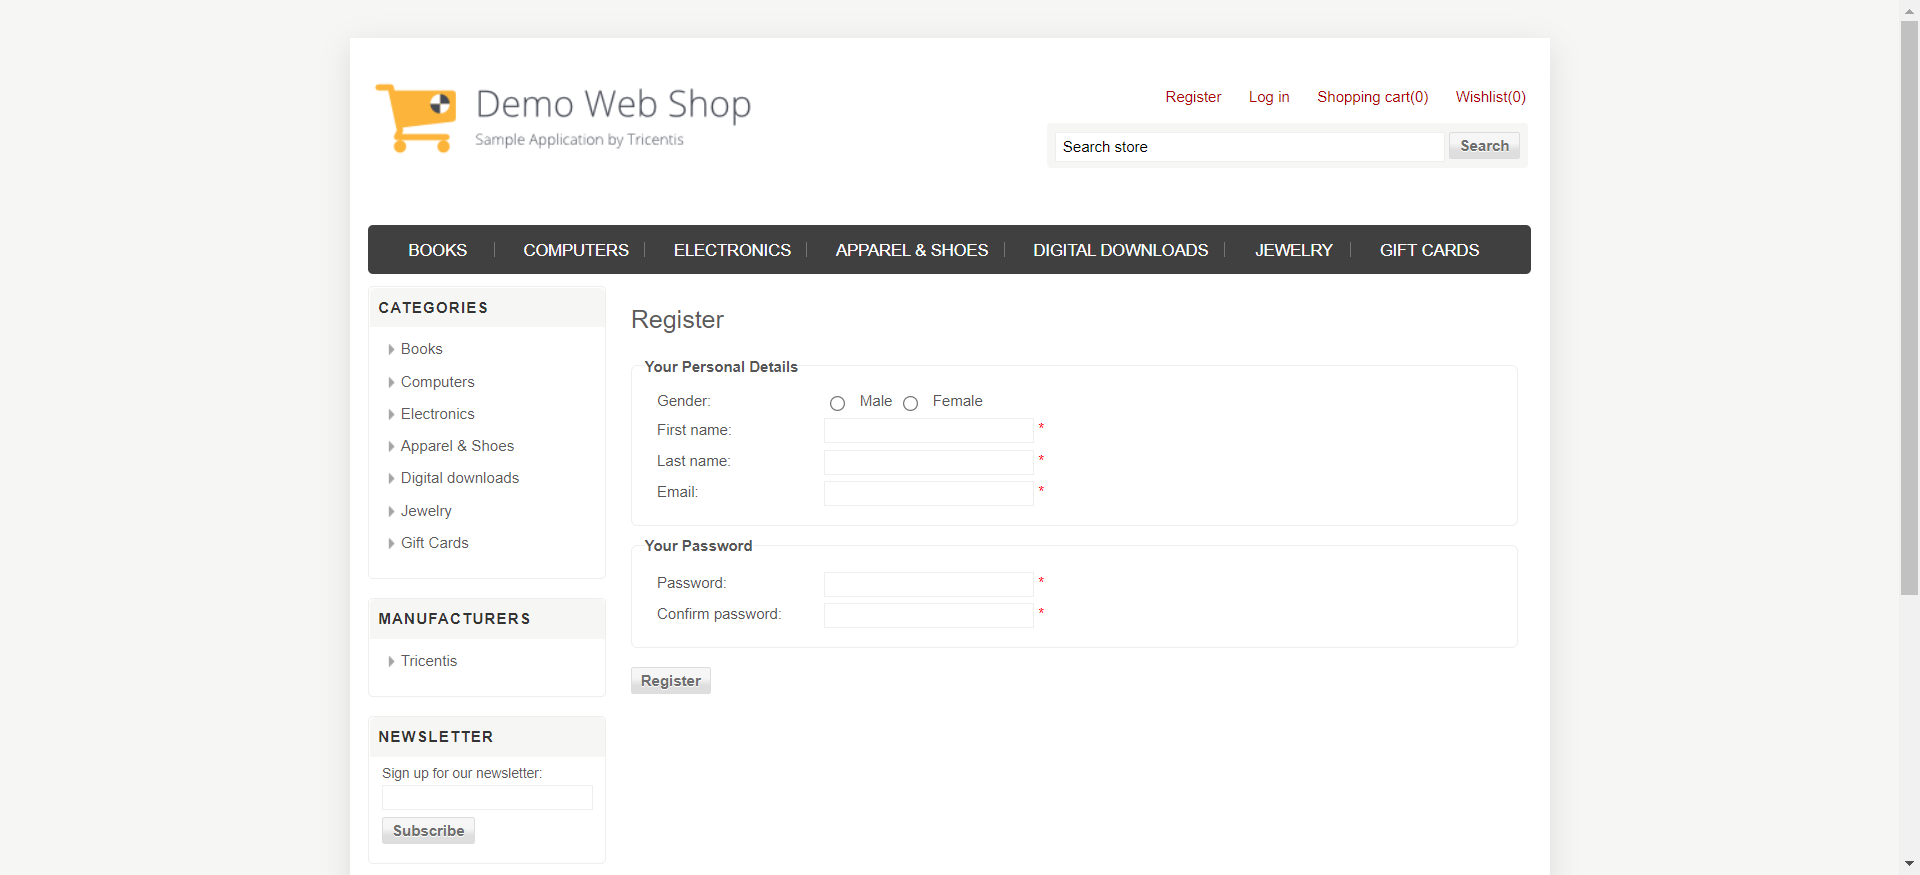 Demo Web Shop
Sample Application by Tricentis
Register Log in Shopping cart(0) Wishlist(0)
Search store Search
BOOKS COMPUTERS ELECTRONICS APPAREL & SHOES DIGITAL DOWNLOADS JEWELRY GIFT CARDS
CATEGORIES
Books
Computers
Electronics
Apparel & Shoes
Digital downloads
Jewelry
Gift Cards
MANUFACTURERS
Tricentis
NEWSLETTER
Sign up for our newsletter:
Subscribe
Register
Your Personal Details
Gender: Male Female
First name: *
Last name: *
Email: *
Your Password
Password: *
Confirm password: *
Register